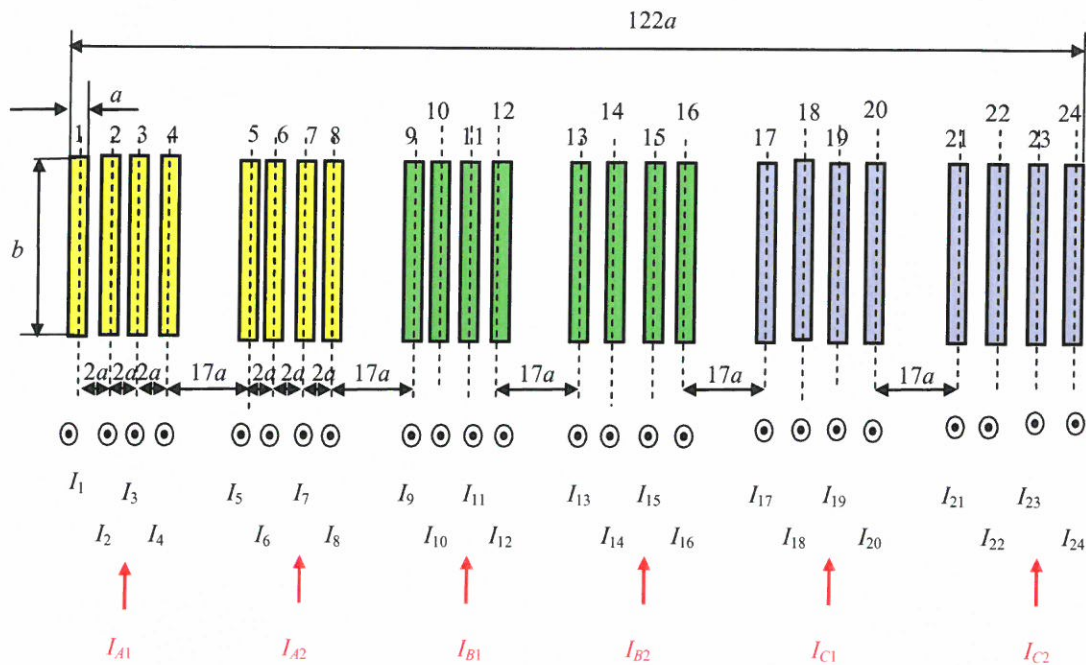 122a
a
10 12 14 16 18 20 22 24
1 2 3 4 5 6 7 8 9 11 13 15 17 19 21 23
b
2a 2a 2a 17a 2a 2a 2a 17a 17a 17a 17a
I1 I3 I5 I7 I9 I11 I13 I15 I17 I19 I21 I23
I2 I4 I6 I8 I10 I12 I14 I16 I18 I20 I22 I24
IA1 IA2 IB1 IB2 IC1 IC2